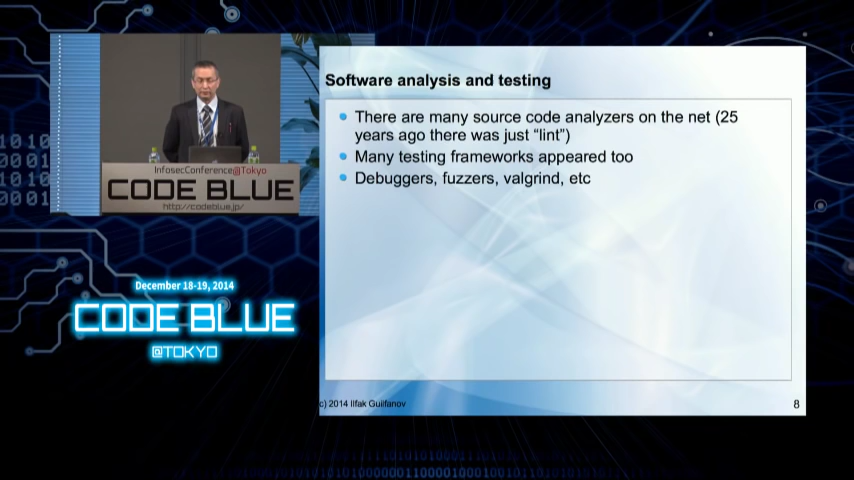 Software analysis and testing
There are many source code analyzers on the net (25
years ago there was just “lint”)
Many testing frameworks appeared too
Debuggers, fuzzers, valgrind, etc
InfosecConference@Tokyo
CODE BLUE
http://codeblue.jp/
December 18-19, 2014
CODE BLUE
@TOKYO
c) 2014 Ilfak Guilfanov
8